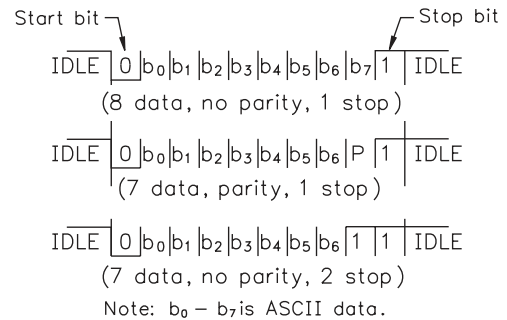 Start bit Stop bit
IDLE 0 b₀ b₁ b₂ b₃ b₄ b₅ b₆ b₇ 1 IDLE
(8 data, no parity, 1 stop)
IDLE 0 b₀ b₁ b₂ b₃ b₄ b₅ b₆ P 1 IDLE
(7 data, parity, 1 stop)
IDLE 0 b₀ b₁ b₂ b₃ b₄ b₅ b₆ 1 1 IDLE
(7 data, no parity, 2 stop)
Note: b₀ – b₇ is ASCII data.